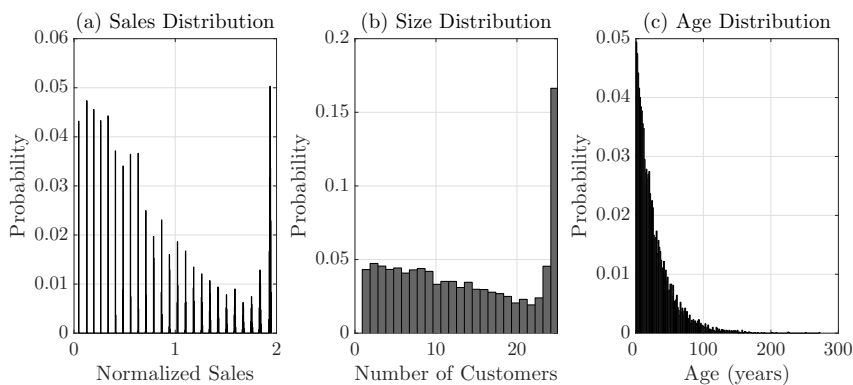 (a) Sales Distribution
0.06
0.05
0.04
0.03
0.02
0.01
0
0 1 2
Probability
Normalized Sales
(b) Size Distribution
0.2
0.15
0.1
0.05
0
0 10 20
Probability
Number of Customers
(c) Age Distribution
0.05
0.04
0.03
0.02
0.01
0
0 100 200 300
Probability
Age (years)